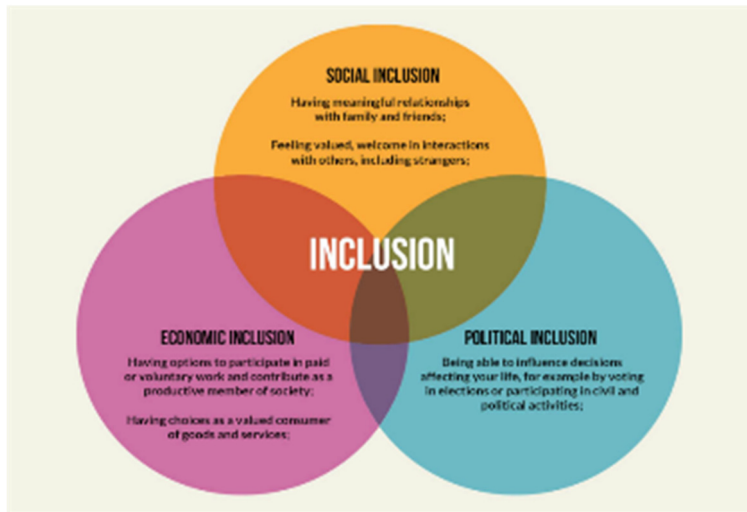 SOCIAL INCLUSION
Having meaningful relationships
with family and friends;
Feeling valued, welcome in interactions
with others, including strangers;
INCLUSION
ECONOMIC INCLUSION
Having options to participate in paid
or voluntary work and contribute as a
productive member of society;
Having choices as a valued consumer
of goods and services;
POLITICAL INCLUSION
Being able to influence decisions
affecting your life, for example by voting
in elections or participating in civil and
political activities;